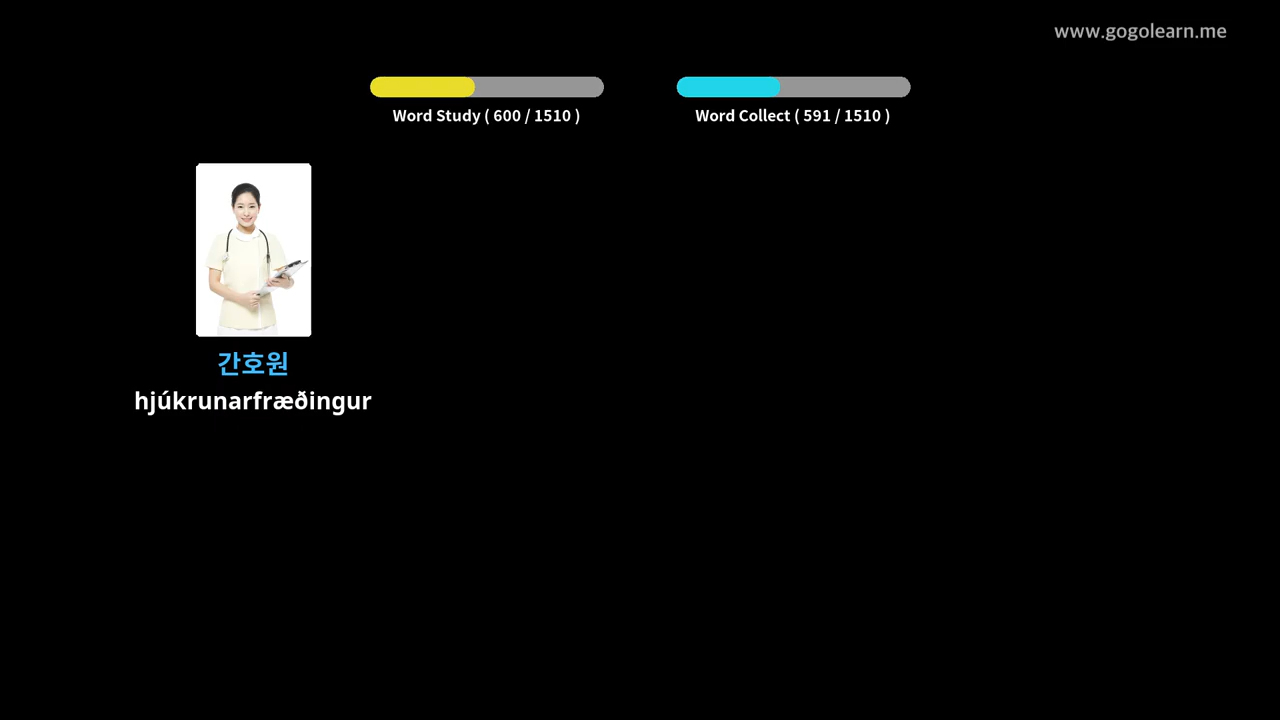 www.gogolearn.me
Word Study ( 600 / 1510 )
Word Collect ( 591 / 1510 )
간호원
hjúkrunarfræðingur